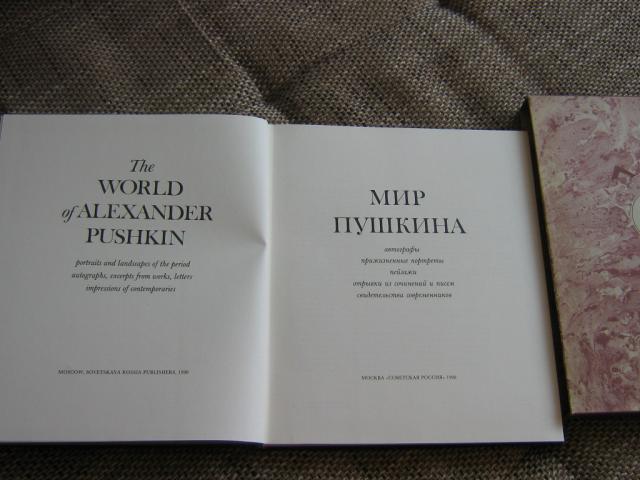 The
WORLD
of ALEXANDER
PUSHKIN
portraits and landscapes of the period
autographs, excerpts from works, letters
impressions of contemporaries
MOSCOW, SOVETSKAYA ROSSIA PUBLISHERS, 1990
МИР
ПУШКИНА
автографы
прижизненные портреты
пейзажи
отрывки из сочинений и писем
свидетельства современников
МОСКВА «СОВЕТСКАЯ РОССИЯ» 1990